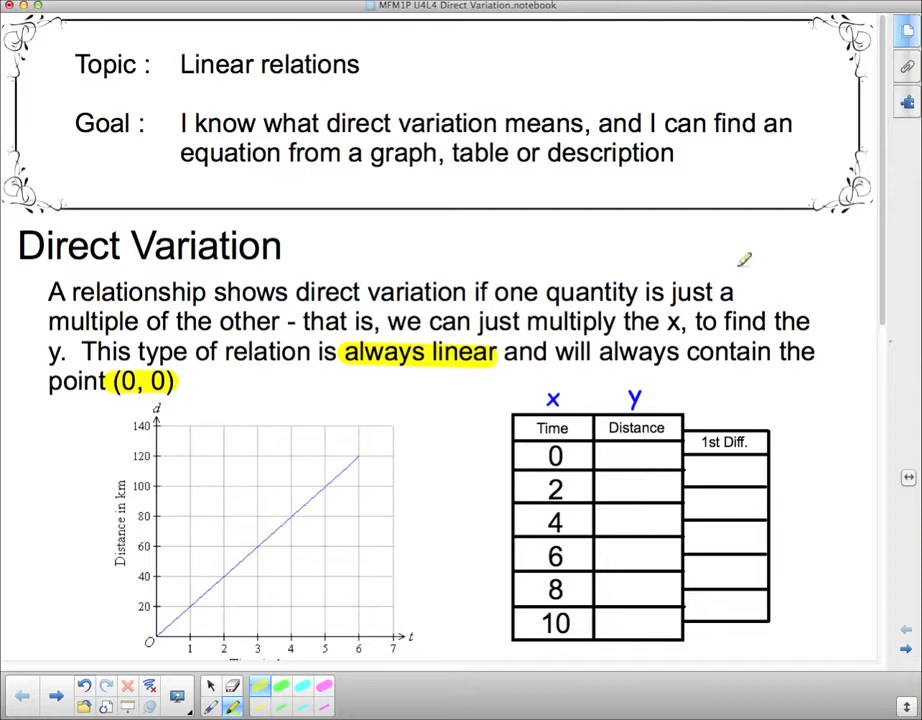 MFM1P U4L4 Direct Variation.notebook
Topic : Linear relations
Goal : I know what direct variation means, and I can find an
equation from a graph, table or description
Direct Variation
A relationship shows direct variation if one quantity is just a
multiple of the other - that is, we can just multiply the x, to find the
y. This type of relation is always linear and will always contain the
point (0, 0)
d
140
120
100
80
60
40
20
O
1 2 3 4 5 6 7 t
Distance in km
x y
Time Distance 1st Diff.
0
2
4
6
8
10